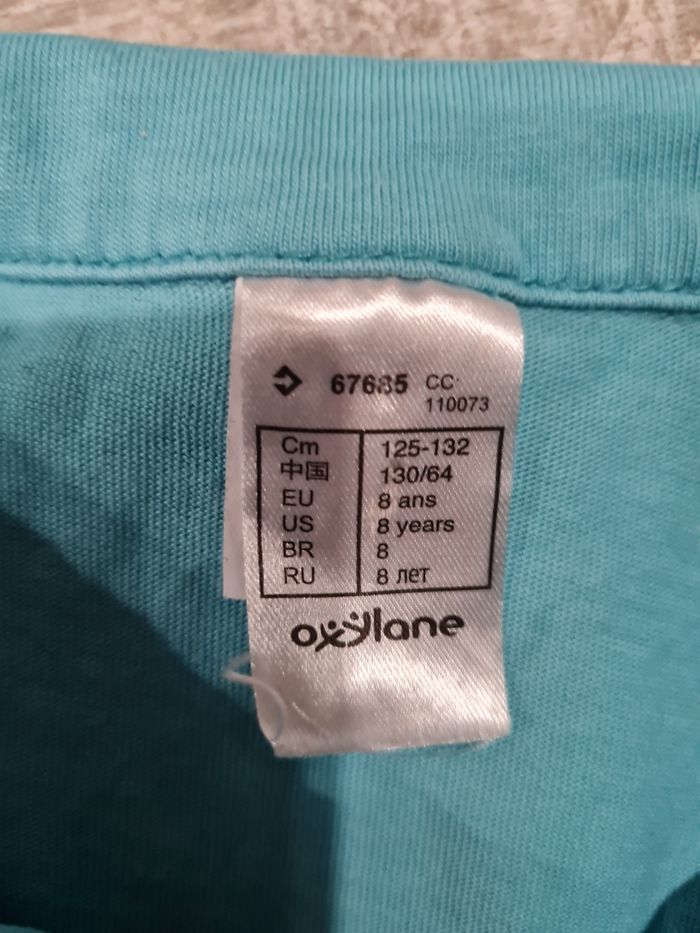 67685 CC
110073
Cm 125-132
中国 130/64
EU 8 ans
US 8 years
BR 8
RU 8 лет
oxylane